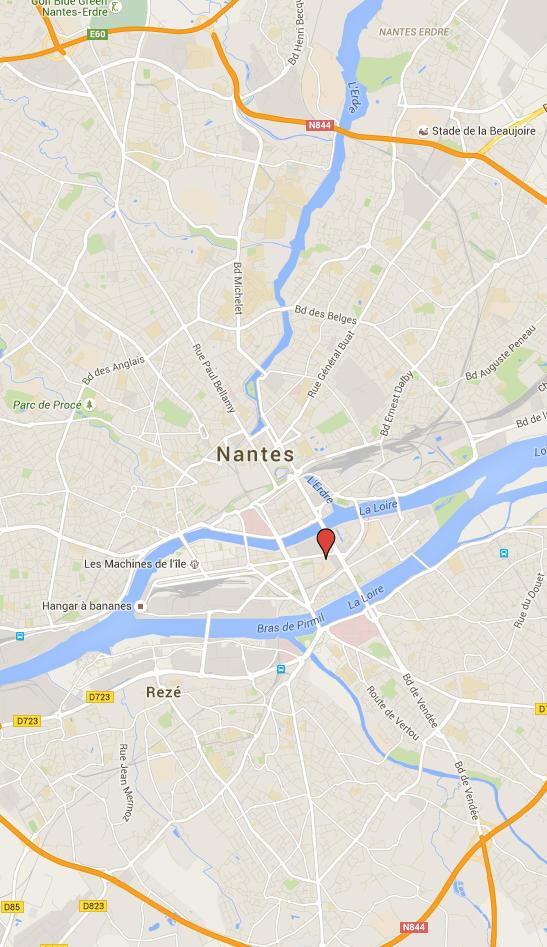 Golf Blue Green
Nantes-Erdre
E60
Bd Henri Becq
NANTES ERDRE
L'Erdre
N844
Stade de la Beaujoire
Bd Michelet
Bd des Belges
Rue Général Buat
Bd des Anglais
Rue Paul Bellamy
Bd Auguste Peneau
Bd Ernest Dalby
Parc de Procé
ch
Bd de l
Nantes
Lo
L'Erdre
La Loire
Les Machines de l'île
Hangar à bananes
La Loire
Bras de Pirmil
Rue du Douet
Rezé
D723
D723
Bd de Vendée
Route de Vertou
Rue Jean Mermoz
Bd de Vendée
D85
D823
N844